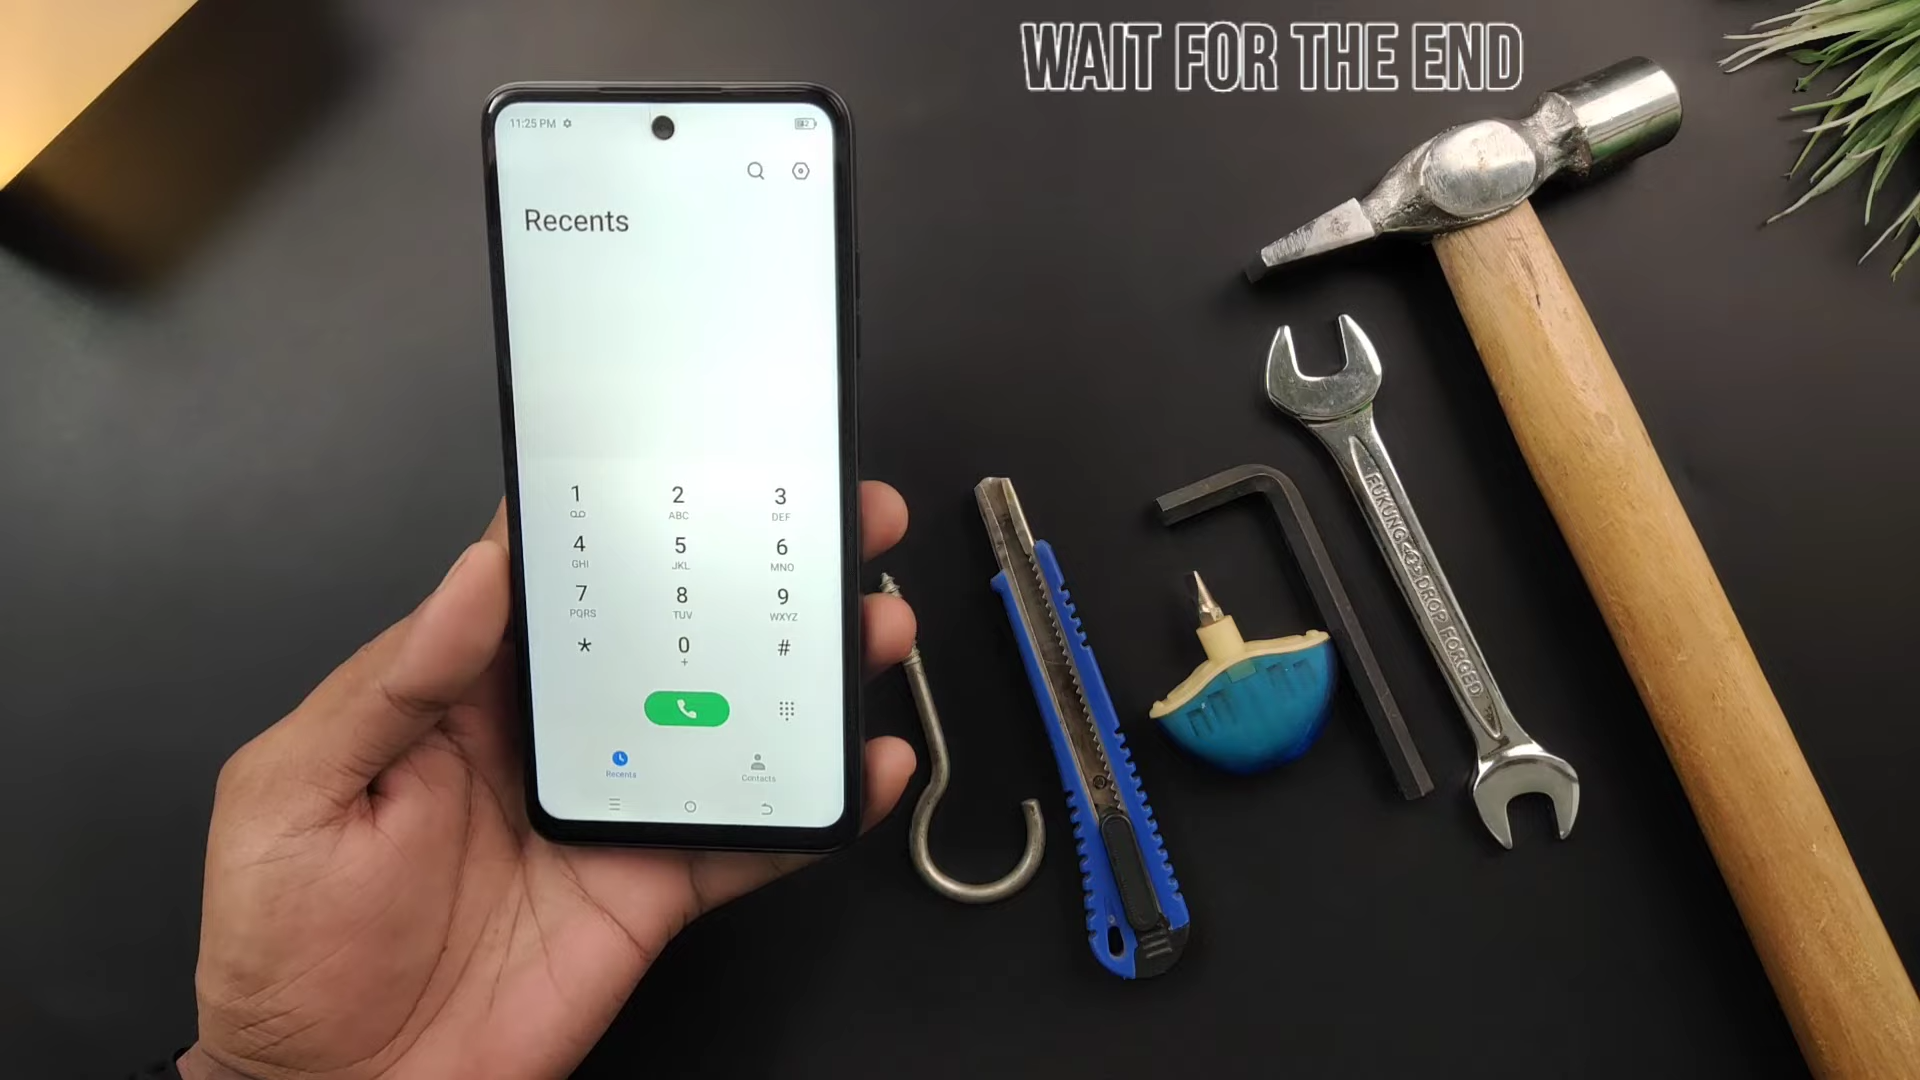 WAIT FOR THE END
11:25 PM
Recents
1
2
ABC
3
DEF
4
GHI
5
JKL
6
MNO
7
PQRS
8
TUV
9
WXYZ
*
0
+
#
Recents
Contacts
FUKUNG DROP FORGED